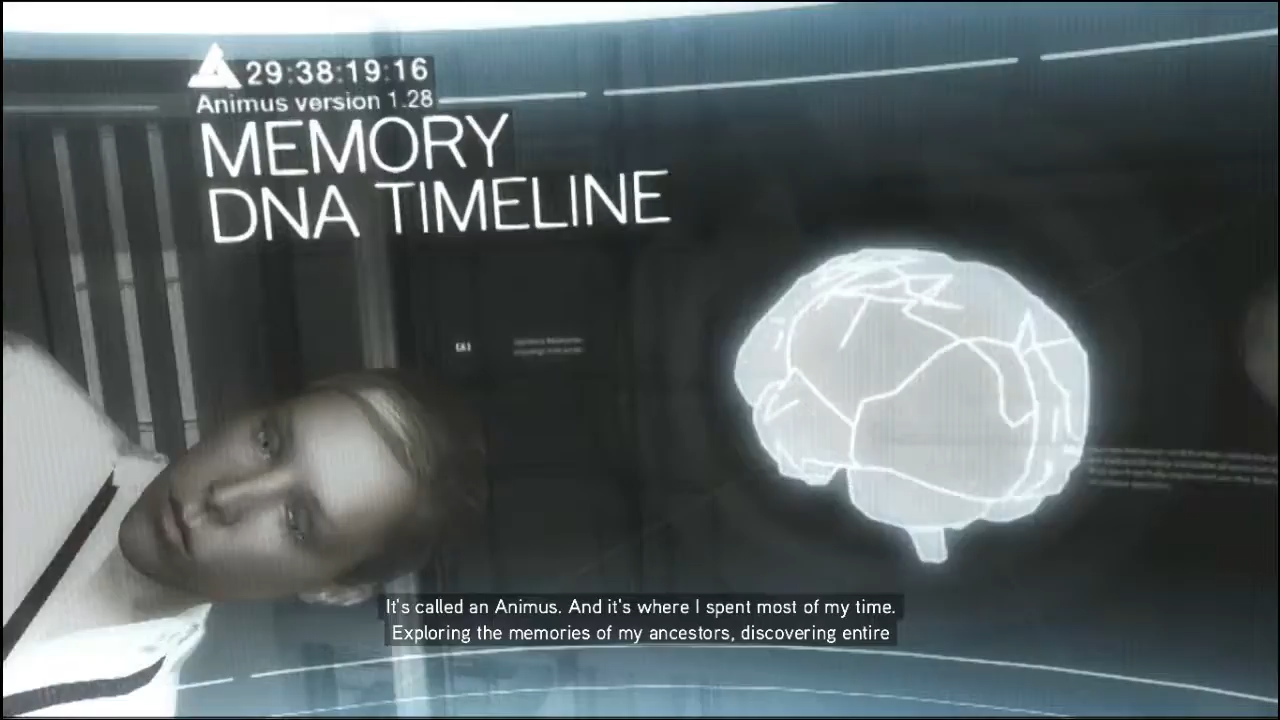 29:38:19:16
Animus version 1.28
MEMORY
DNA TIMELINE
It's called an Animus. And it's where I spent most of my time.
Exploring the memories of my ancestors, discovering entire